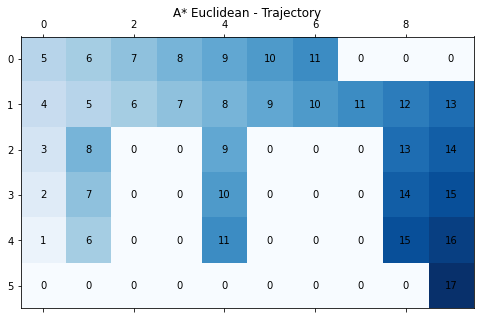 A* Euclidean - Trajectory
0 2 4 6 8
0 5 6 7 8 9 10 11 0 0 0
1 4 5 6 7 8 9 10 11 12 13
2 3 8 0 0 9 0 0 0 13 14
3 2 7 0 0 10 0 0 0 14 15
4 1 6 0 0 11 0 0 0 15 16
5 0 0 0 0 0 0 0 0 0 17